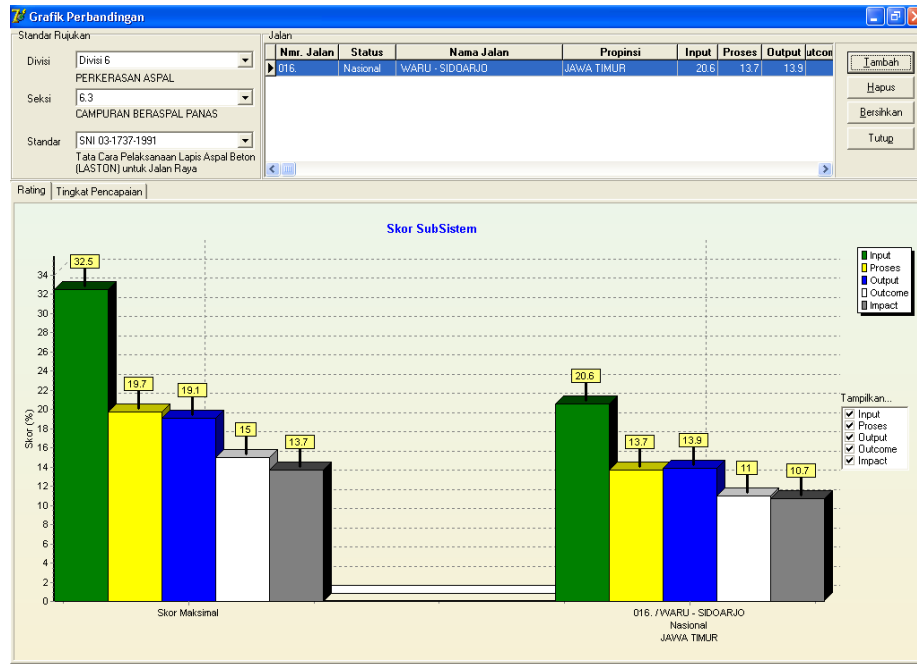 Grafik Perbandingan
Standar Rujukan
Divisi
Divisi 6
PERKERASAN ASPAL
Seksi
6.3
CAMPURAN BERASPAL PANAS
Standar
SNI 03-1737-1991
Tata Cara Pelaksanaan Lapis Aspal Beton
(LASTON) untuk Jalan Raya
Jalan
Nmr. Jalan Status Nama Jalan Propinsi Input Proses Output utcon
016. Nasional WARU - SIDOARJO JAWA TIMUR 20.6 13.7 13.9
Tambah
Hapus
Bersihkan
Tutup
Rating Tingkat Pencapaian
Skor SubSistem
Skor (%)
34
32
30
28
26
24
22
20
18
16
14
12
10
8
6
4
2
0
32.5
19.7
19.1
15
13.7
20.6
13.7
13.9
11
10.7
Skor Maksimal
016. / WARU - SIDOARJO
Nasional
JAWA TIMUR
Input
Proses
Output
Outcome
Impact
Tampilkan...
Input
Proses
Output
Outcome
Impact